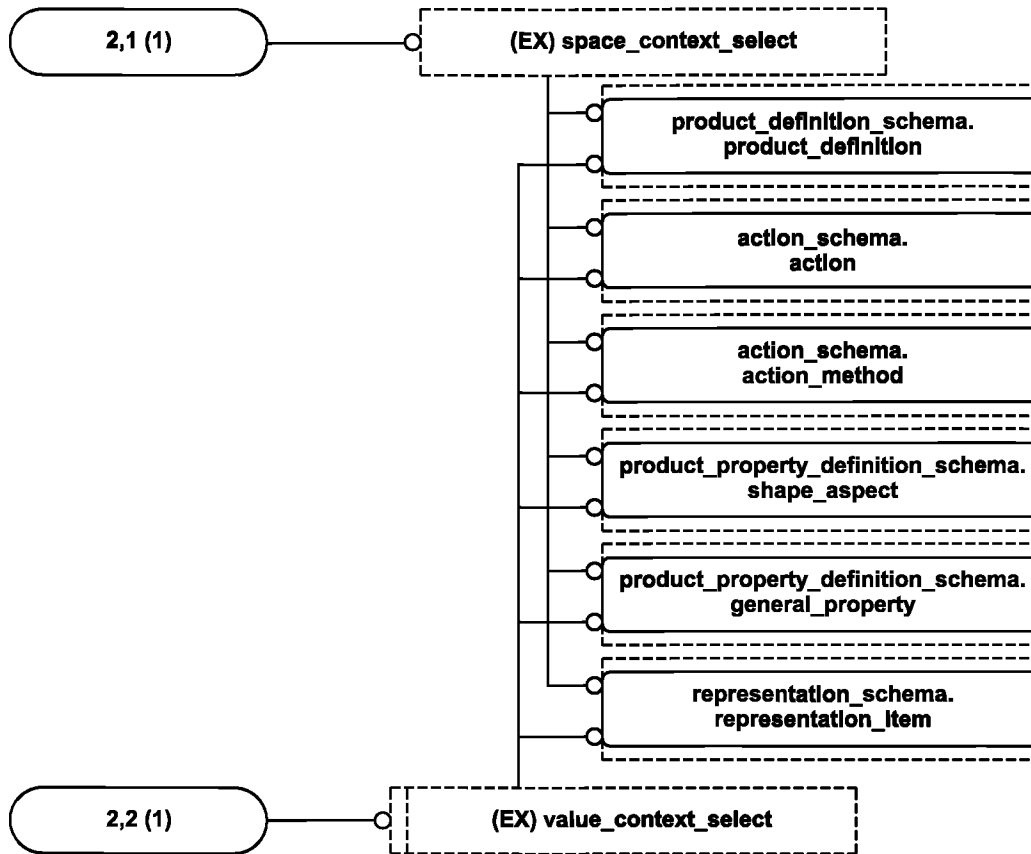 2,1 (1)
(EX) space_context_select
product_definition_schema.
product_definition
action_schema.
action
action_schema.
action_method
product_property_definition_schema.
shape_aspect
product_property_definition_schema.
general_property
representation_schema.
representation_item
2,2 (1)
(EX) value_context_select